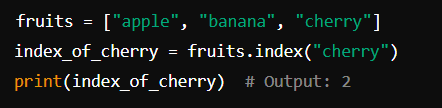 fruits = ["apple", "banana", "cherry"]
index_of_cherry = fruits.index("cherry")
print(index_of_cherry)  # Output: 2